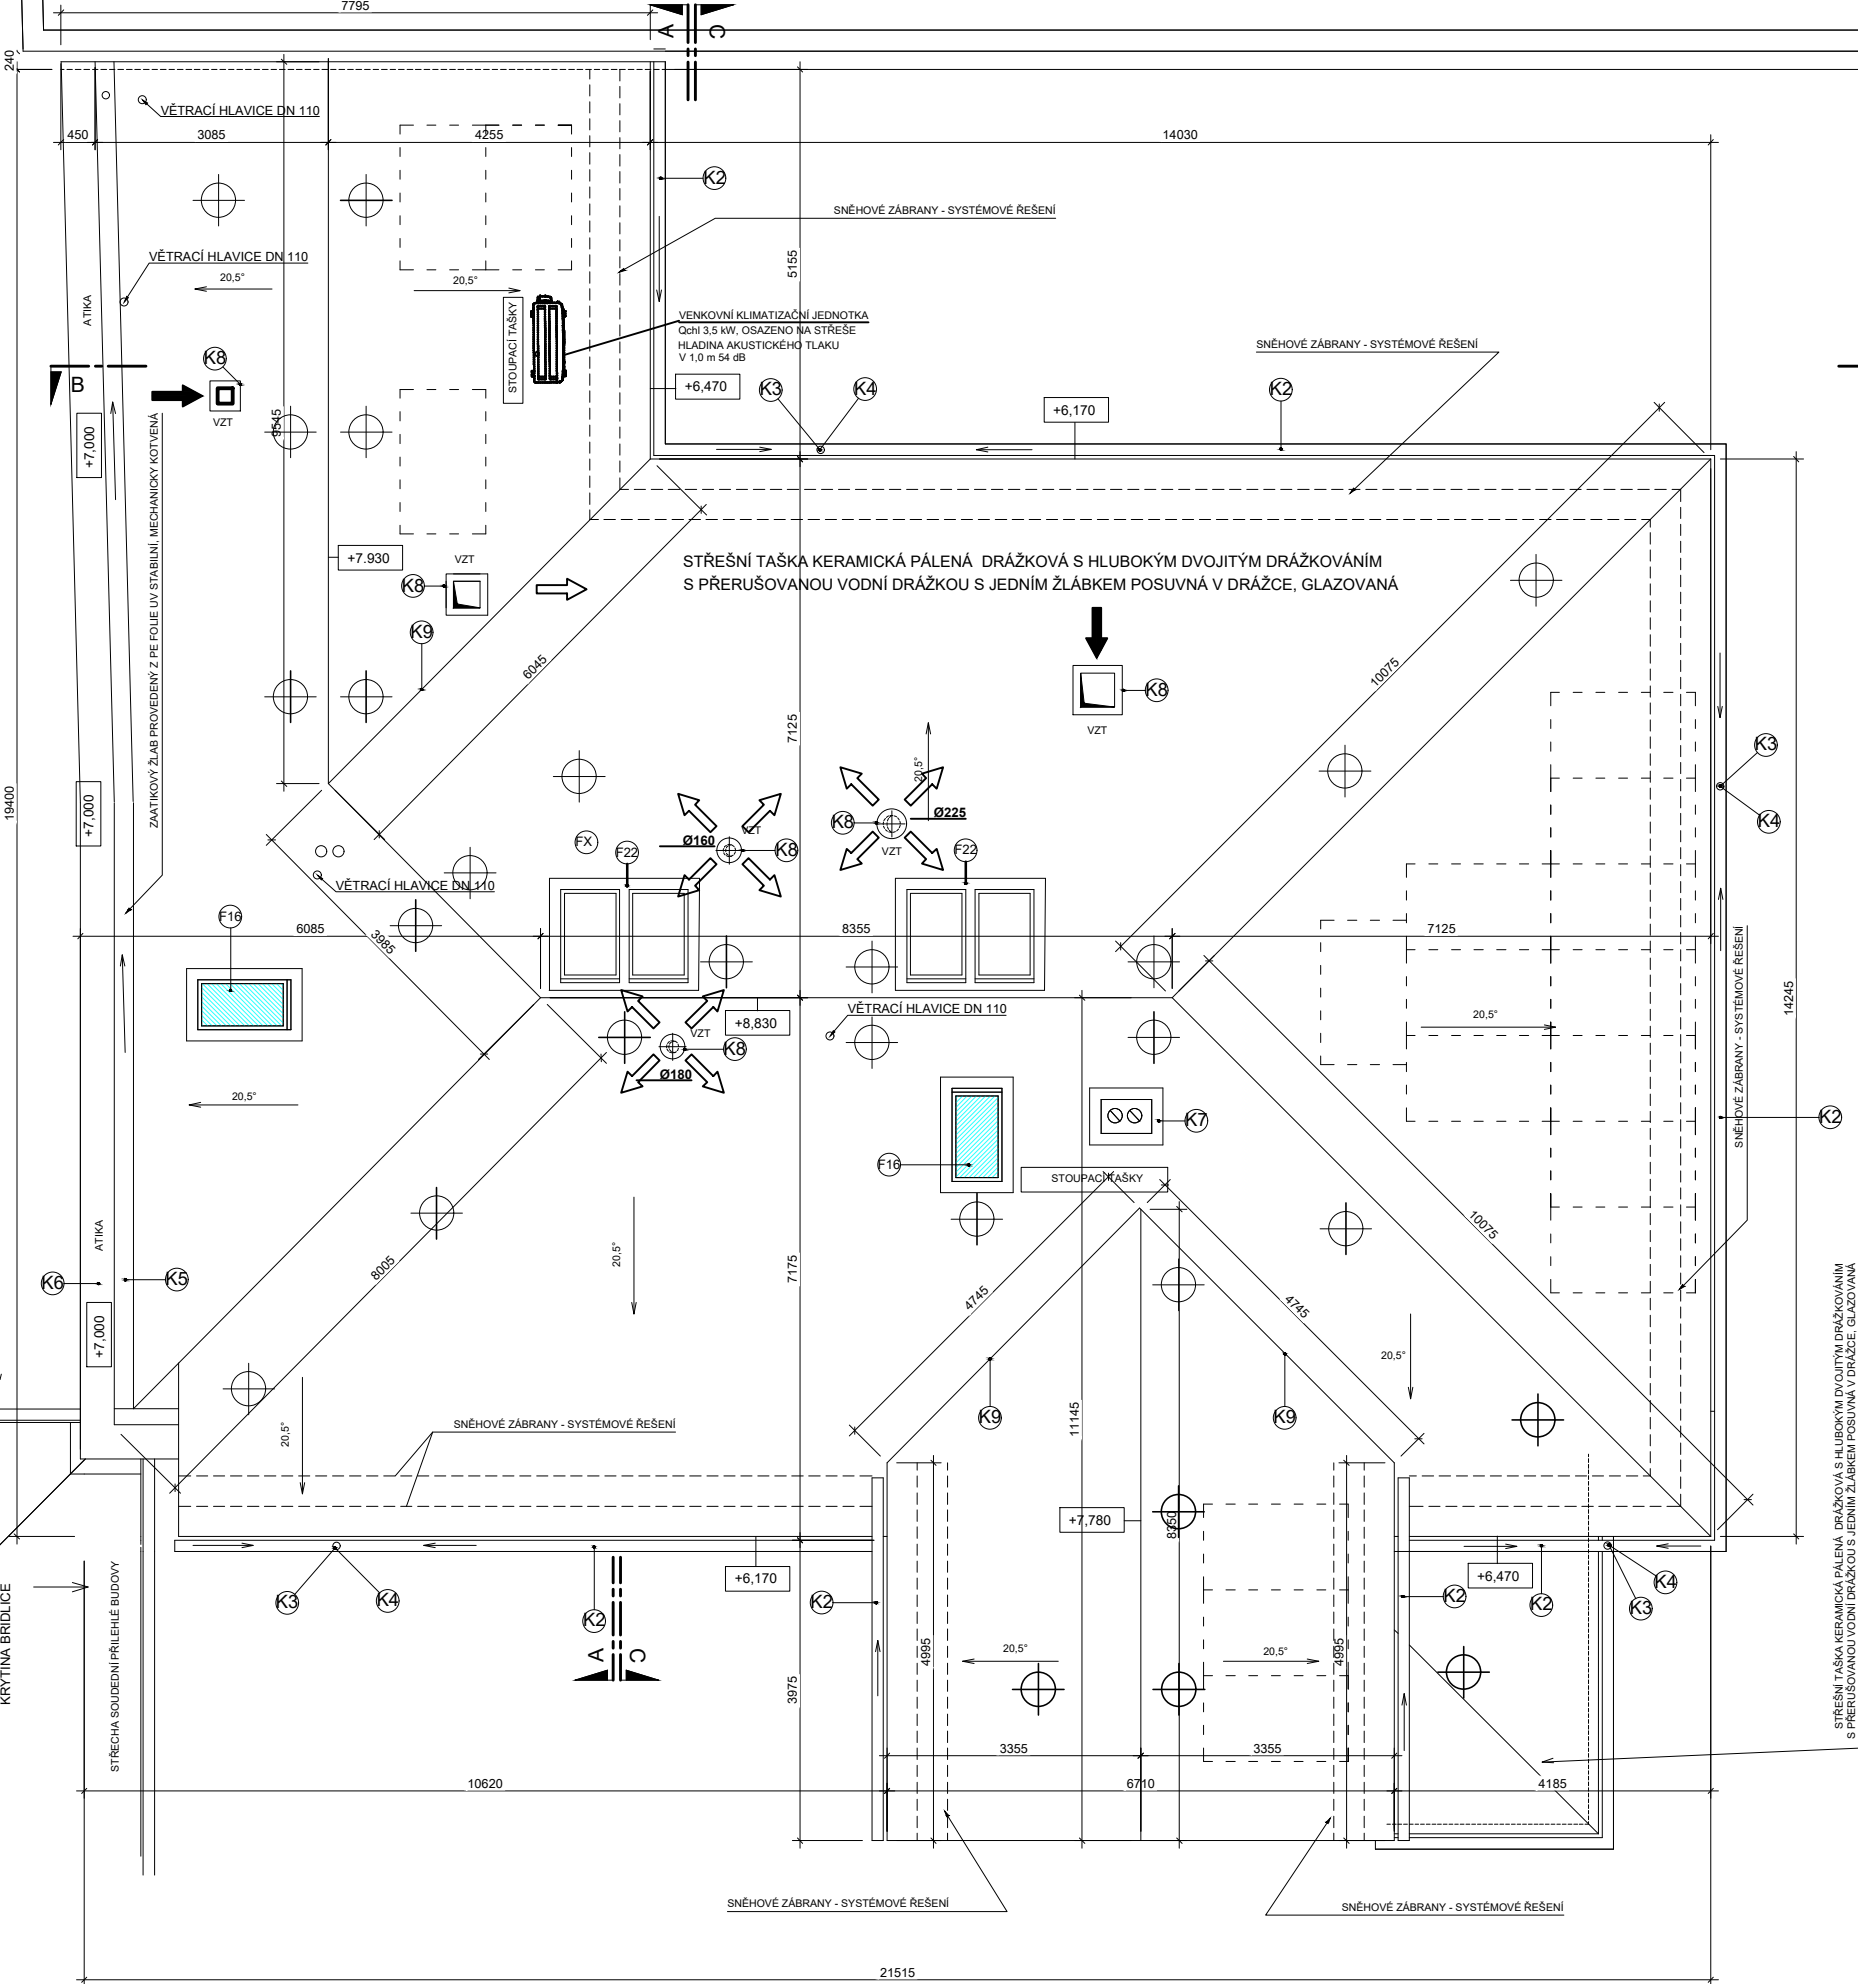 7795
A
C
240
VĚTRACÍ HLAVICE DN 110
450
3085
4255
14030
K2
SNĚHOVÉ ZÁBRANY - SYSTÉMOVÉ ŘEŠENÍ
VĚTRACÍ HLAVICE DN 110
20,5°
20,5°
5155
ATIKA
STOUPACÍ TAŠKY
VENKOVNÍ KLIMATIZAČNÍ JEDNOTKA
Qchl 3,5 kW, OSAZENO NA STŘEŠE
HLADINA AKUSTICKÉHO TLAKU
V 1,0 m 54 dB
SNĚHOVÉ ZÁBRANY - SYSTÉMOVÉ ŘEŠENÍ
K8
B
VZT
+6,470
K3
K4
+6,170
K2
9545
+7,000
ZAATIKOVÝ ŽLAB PROVEDENÝ Z PE FOLIE UV STABILNÍ, MECHANICKY KOTVENÁ
+7.930
VZT
K8
STŘEŠNÍ TAŠKA KERAMICKÁ PÁLENÁ DRÁŽKOVÁ S HLUBOKÝM DVOJITÝM DRÁŽKOVÁNÍM
S PŘERUŠOVANOU VODNÍ DRÁŽKOU S JEDNÍM ŽLÁBKEM POSUVNÁ V DRÁŽCE, GLAZOVANÁ
K9
6045
10075
K8
VZT
7125
K3
20,5°
19400
+7,000
K4
Ø225
K8
VZT
VZT
Ø160
K8
FX
F22
F22
VĚTRACÍ HLAVICE DN 110
F16
6085
3985
8355
7125
SNĚHOVÉ ZÁBRANY - SYSTÉMOVÉ ŘEŠENÍ
14245
VĚTRACÍ HLAVICE DN 110
+8,830
VZT
K8
Ø180
20,5°
20,5°
K7
K2
F16
STOUPACÍ TAŠKY
ATIKA
20,5°
7175
10075
8005
K6
K5
4745
4745
+7,000
20,5°
K9
K9
20,5°
SNĚHOVÉ ZÁBRANY - SYSTÉMOVÉ ŘEŠENÍ
11145
STŘEŠNÍ TAŠKA KERAMICKÁ PÁLENÁ DRÁŽKOVÁ S HLUBOKÝM DVOJITÝM DRÁŽKOVÁNÍM
S PŘERUŠOVANOU VODNÍ DRÁŽKOU S JEDNÍM ŽLÁBKEM POSUVNÁ V DRÁŽCE, GLAZOVANÁ
+7,780
8350
KRYTINA BŘIDLICE
STŘECHA SOUDEDNÍ PŘILEHLÉ BUDOVY
+6,170
+6,470
K3
K4
K2
K2
K2
K2
K4
K3
A
C
4995
20,5°
20,5°
4995
3975
3355
3355
10620
6710
4185
SNĚHOVÉ ZÁBRANY - SYSTÉMOVÉ ŘEŠENÍ
SNĚHOVÉ ZÁBRANY - SYSTÉMOVÉ ŘEŠENÍ
21515